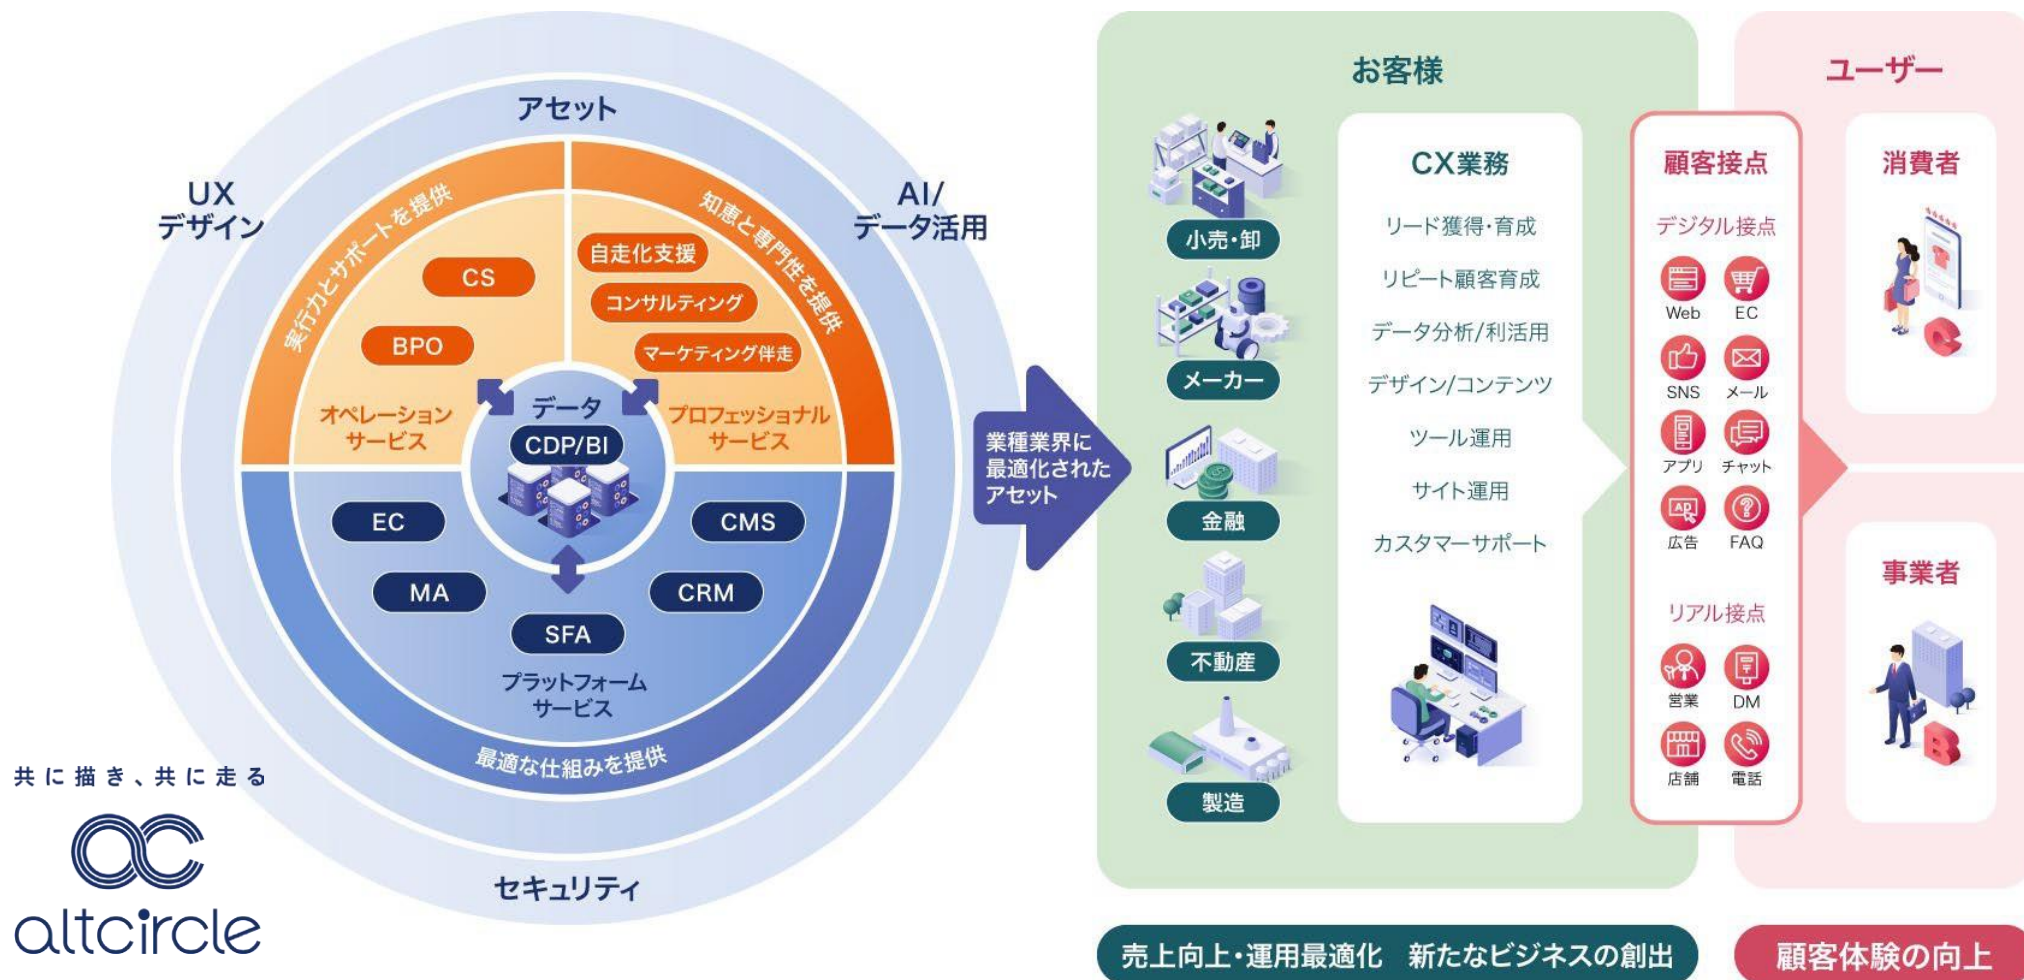 アセット
UX
デザイン
AI/
データ活用
実行力とサポートを提供
知恵と専門性を提供
CS
BPO
オペレーション
サービス
自走化支援
コンサルティング
マーケティング伴走
プロフェッショナル
サービス
データ
CDP/BI
EC
CMS
MA
CRM
SFA
プラットフォーム
サービス
最適な仕組みを提供
セキュリティ
共に描き、共に走る
altcircle
業種業界に
最適化された
アセット
お客様
小売・卸
メーカー
金融
不動産
製造
CX業務
リード獲得・育成
リピート顧客育成
データ分析/利活用
デザイン/コンテンツ
ツール運用
サイト運用
カスタマーサポート
顧客接点
デジタル接点
Web
EC
SNS
メール
アプリ
チャット
AD
広告
FAQ
リアル接点
営業
DM
店舗
電話
ユーザー
消費者
C
事業者
B
売上向上・運用最適化 新たなビジネスの創出
顧客体験の向上